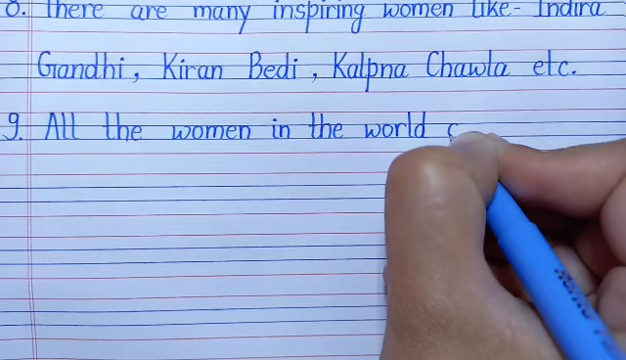 8. There are many inspiring women like- Indira
Gandhi, Kiran Bedi, Kalpna Chawla etc.
9. All the women in the world